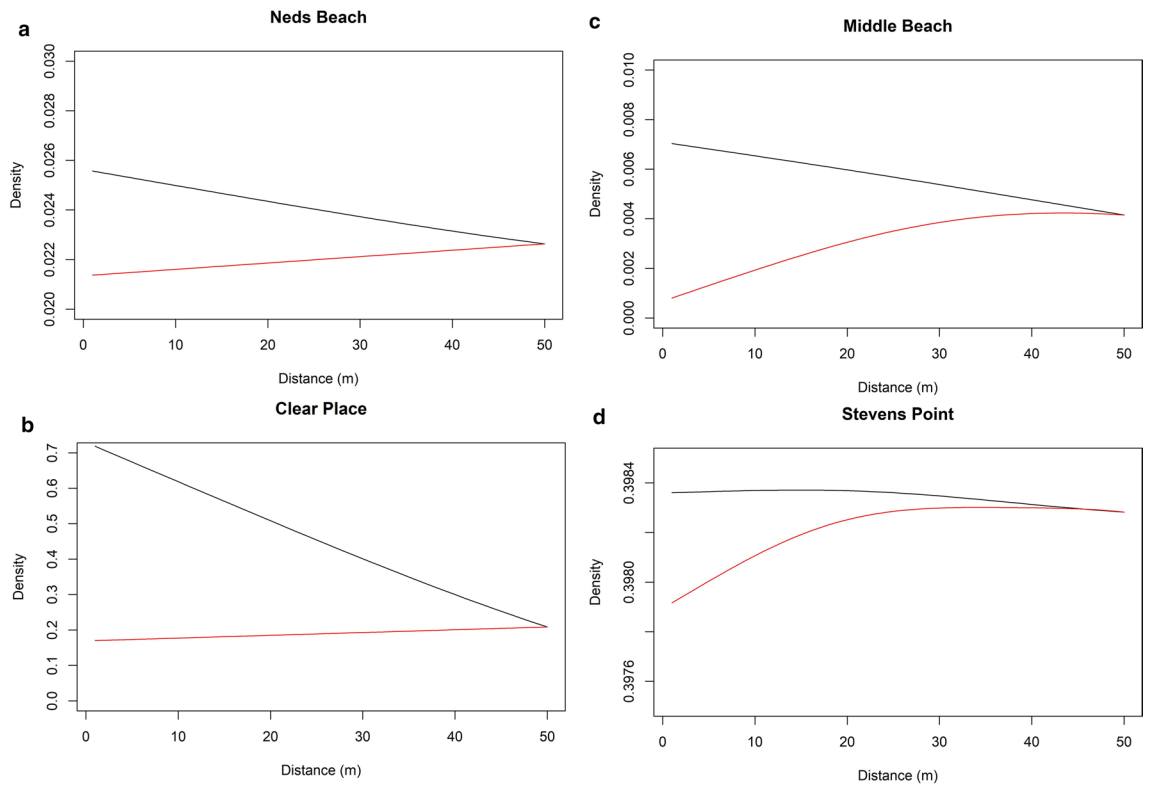 a
Neds Beach
Density
0.030
0.028
0.026
0.024
0.022
0.020
0 10 20 30 40 50
Distance (m)
b
Clear Place
Density
0.7
0.6
0.5
0.4
0.3
0.2
0.1
0.0
0 10 20 30 40 50
Distance (m)
c
Middle Beach
Density
0.010
0.008
0.006
0.004
0.002
0.000
0 10 20 30 40 50
Distance (m)
d
Stevens Point
Density
0.3984
0.3980
0.3976
0 10 20 30 40 50
Distance (m)